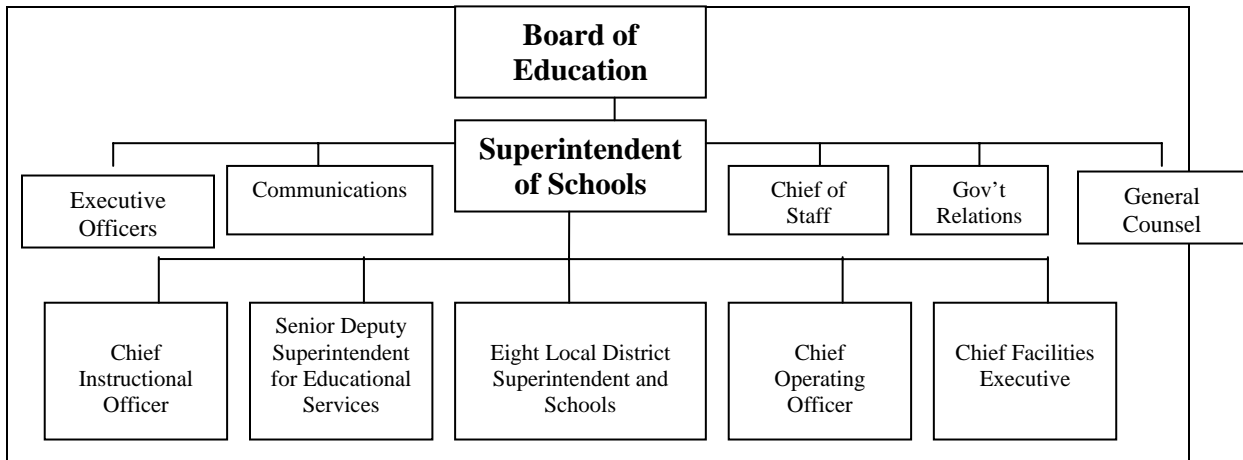 Board of
Education
Superintendent
of Schools
Executive
Officers
Communications
Chief of
Staff
Gov’t
Relations
General
Counsel
Chief
Instructional
Officer
Senior Deputy
Superintendent
for Educational
Services
Eight Local District
Superintendent and
Schools
Chief
Operating
Officer
Chief Facilities
Executive